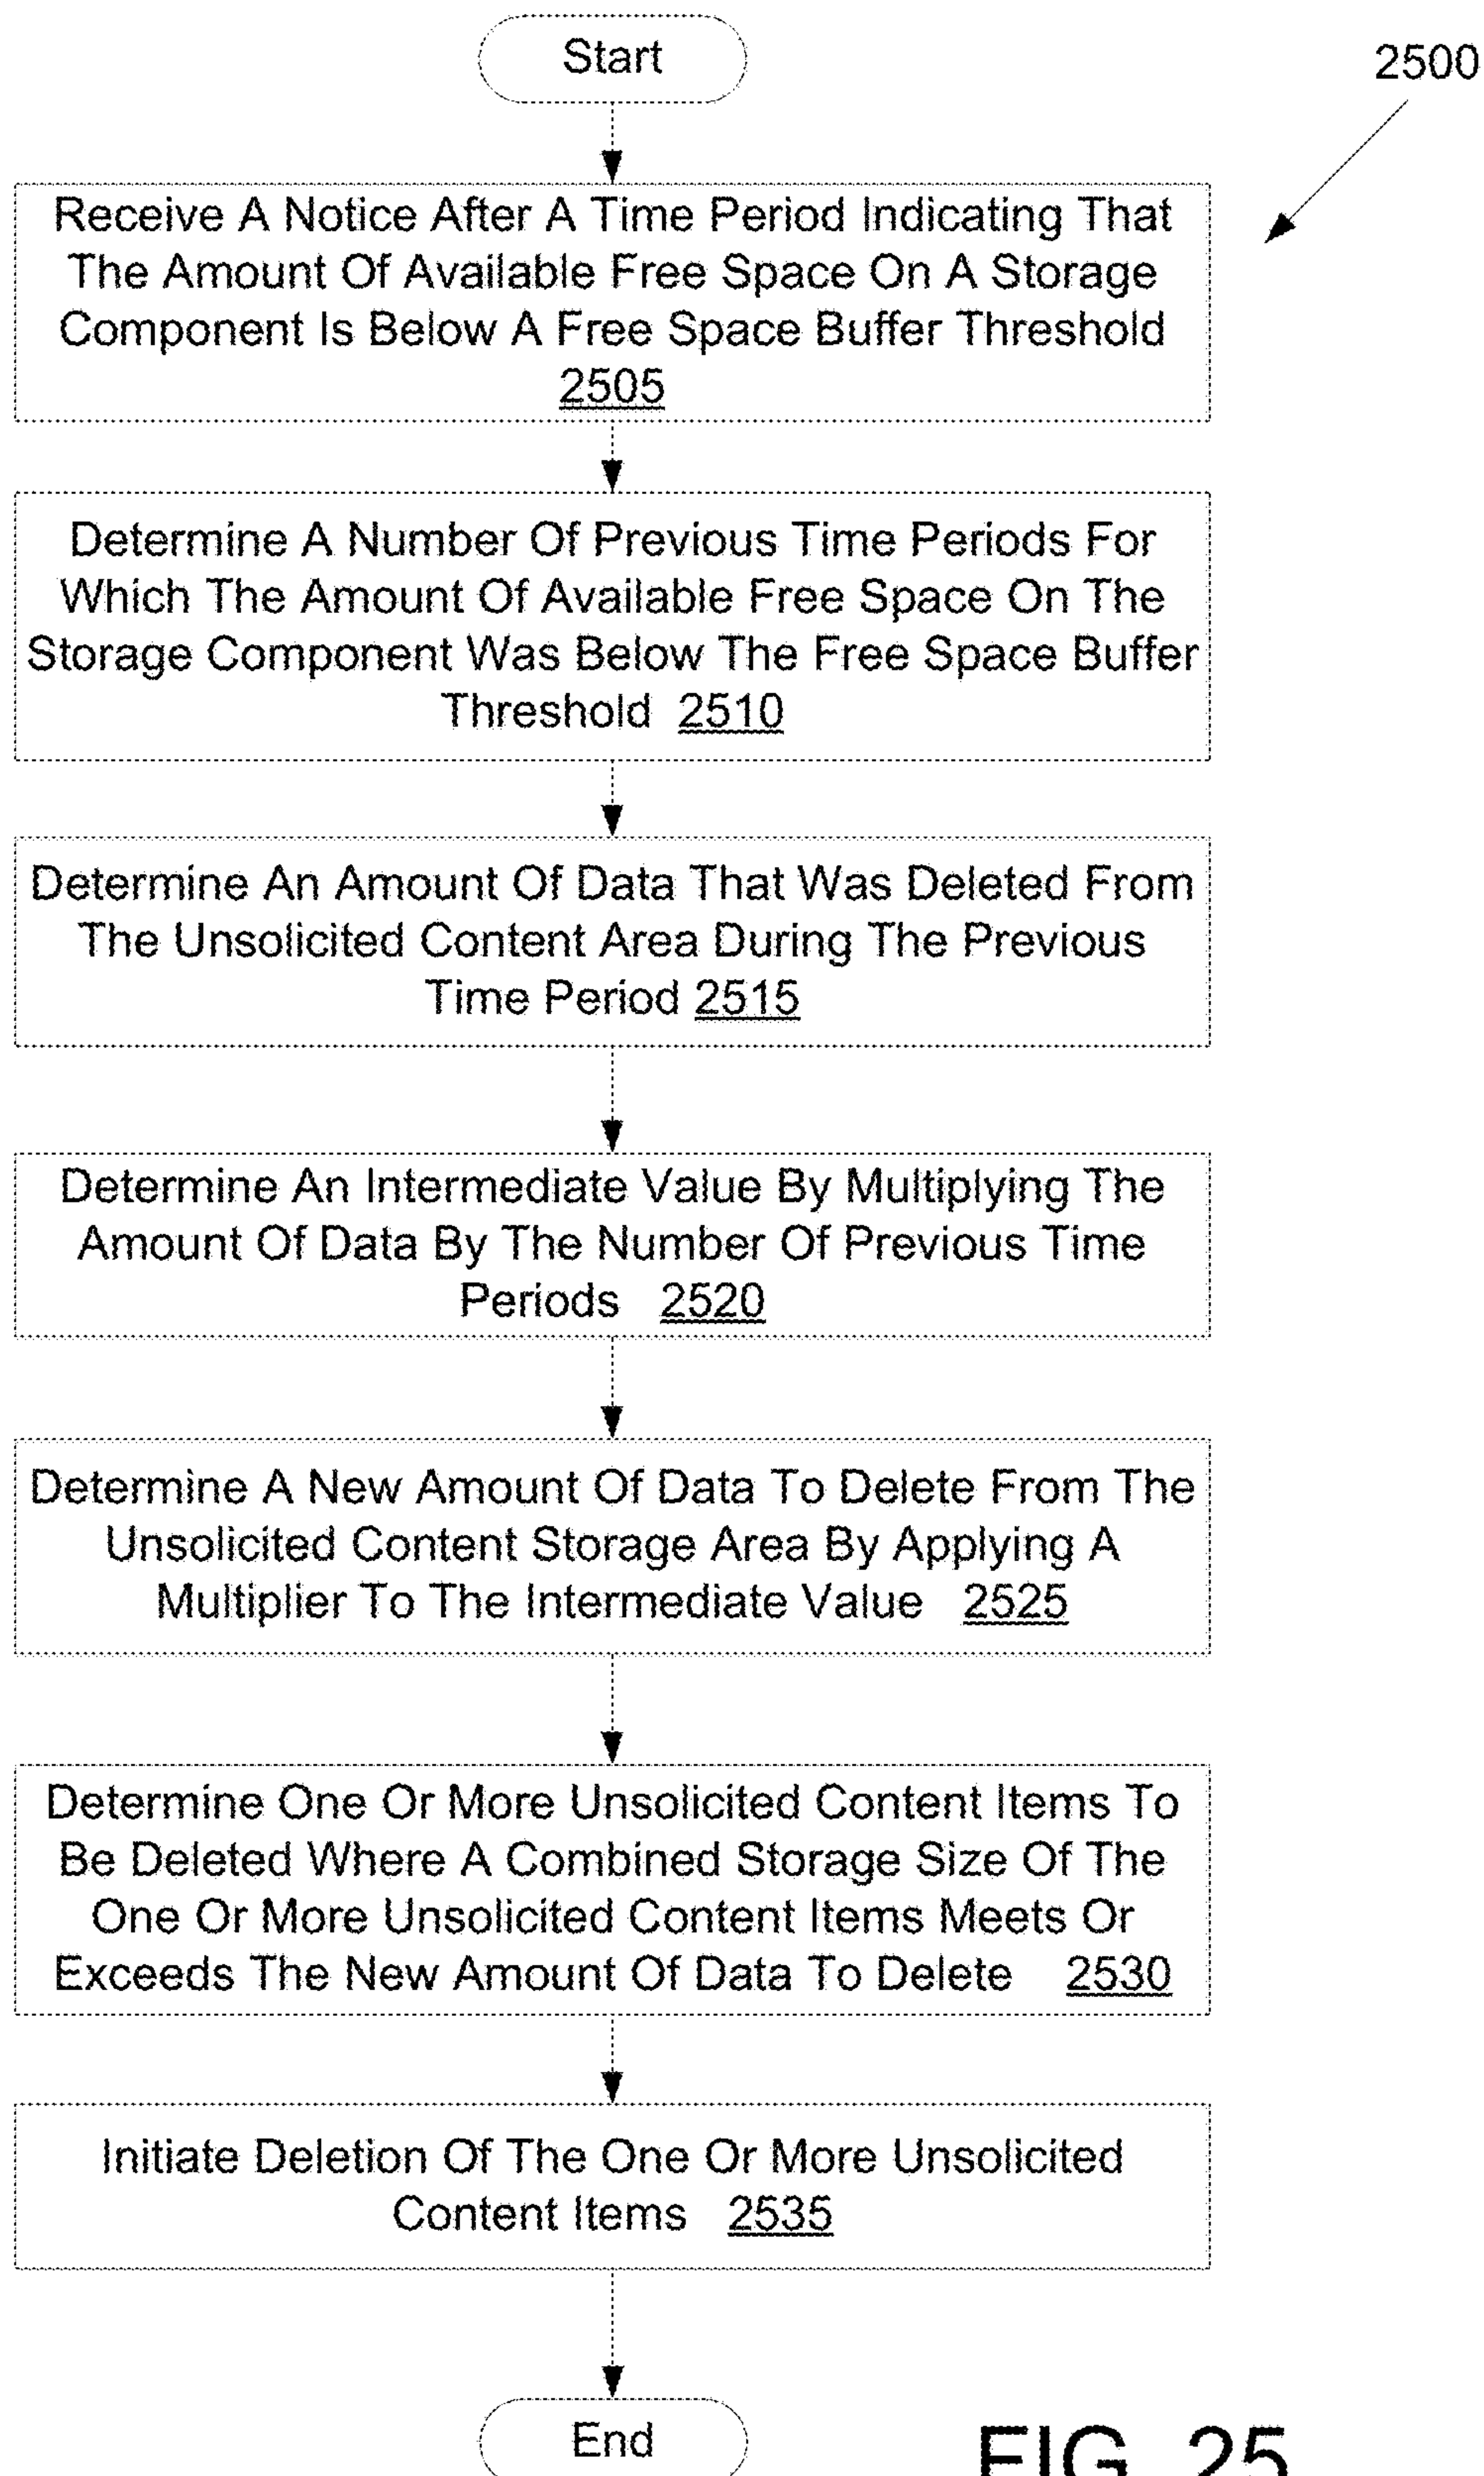 Start
2500
Receive A Notice After A Time Period Indicating That
The Amount Of Available Free Space On A Storage
Component Is Below A Free Space Buffer Threshold
2505
Determine A Number Of Previous Time Periods For
Which The Amount Of Available Free Space On The
Storage Component Was Below The Free Space Buffer
Threshold 2510
Determine An Amount Of Data That Was Deleted From
The Unsolicited Content Area During The Previous
Time Period 2515
Determine An Intermediate Value By Multiplying The
Amount Of Data By The Number Of Previous Time
Periods 2520
Determine A New Amount Of Data To Delete From The
Unsolicited Content Storage Area By Applying A
Multiplier To The Intermediate Value 2525
Determine One Or More Unsolicited Content Items To
Be Deleted Where A Combined Storage Size Of The
One Or More Unsolicited Content Items Meets Or
Exceeds The New Amount Of Data To Delete 2530
Initiate Deletion Of The One Or More Unsolicited
Content Items 2535
End
FIG. 25